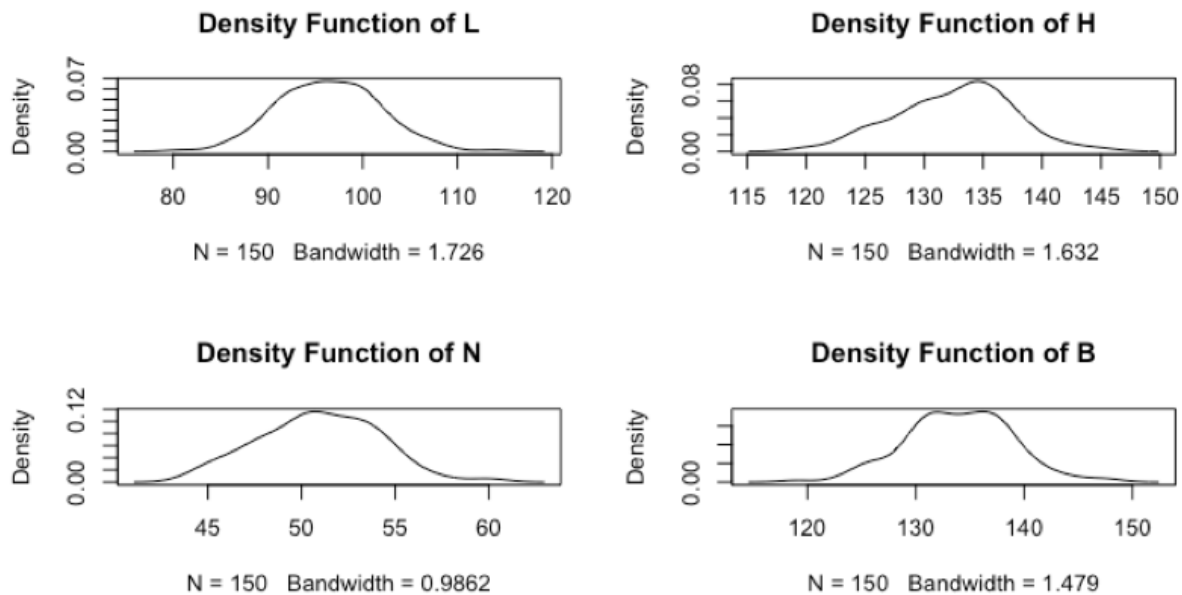 Density Function of L
Density
0.07
0.00
80 90 100 110 120
N = 150 Bandwidth = 1.726
Density Function of H
Density
0.08
0.00
115 120 125 130 135 140 145 150
N = 150 Bandwidth = 1.632
Density Function of N
Density
0.12
0.00
45 50 55 60
N = 150 Bandwidth = 0.9862
Density Function of B
Density
0.00
120 130 140 150
N = 150 Bandwidth = 1.479